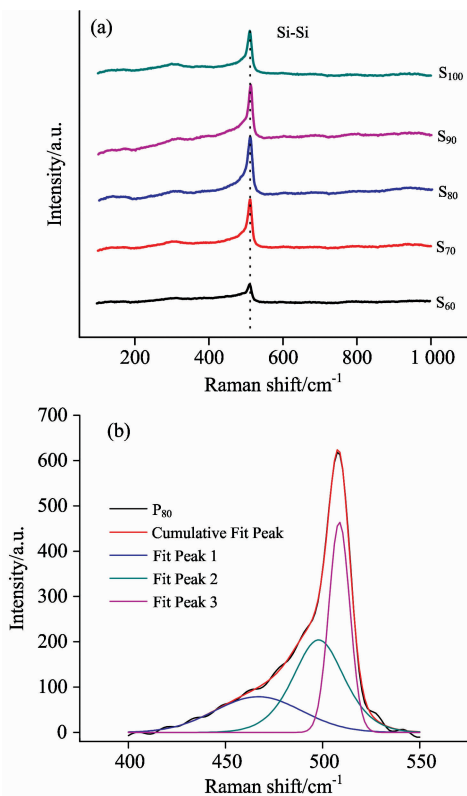 (a)
Si-Si
S₁₀₀
S₉₀
S₈₀
S₇₀
S₆₀
Intensity/a.u.
200 400 600 800 1 000
Raman shift/cm⁻¹
(b)
700
600
500
400
300
200
100
0
P₈₀
Cumulative Fit Peak
Fit Peak 1
Fit Peak 2
Fit Peak 3
Intensity/a.u.
400 450 500 550
Raman shift/cm⁻¹